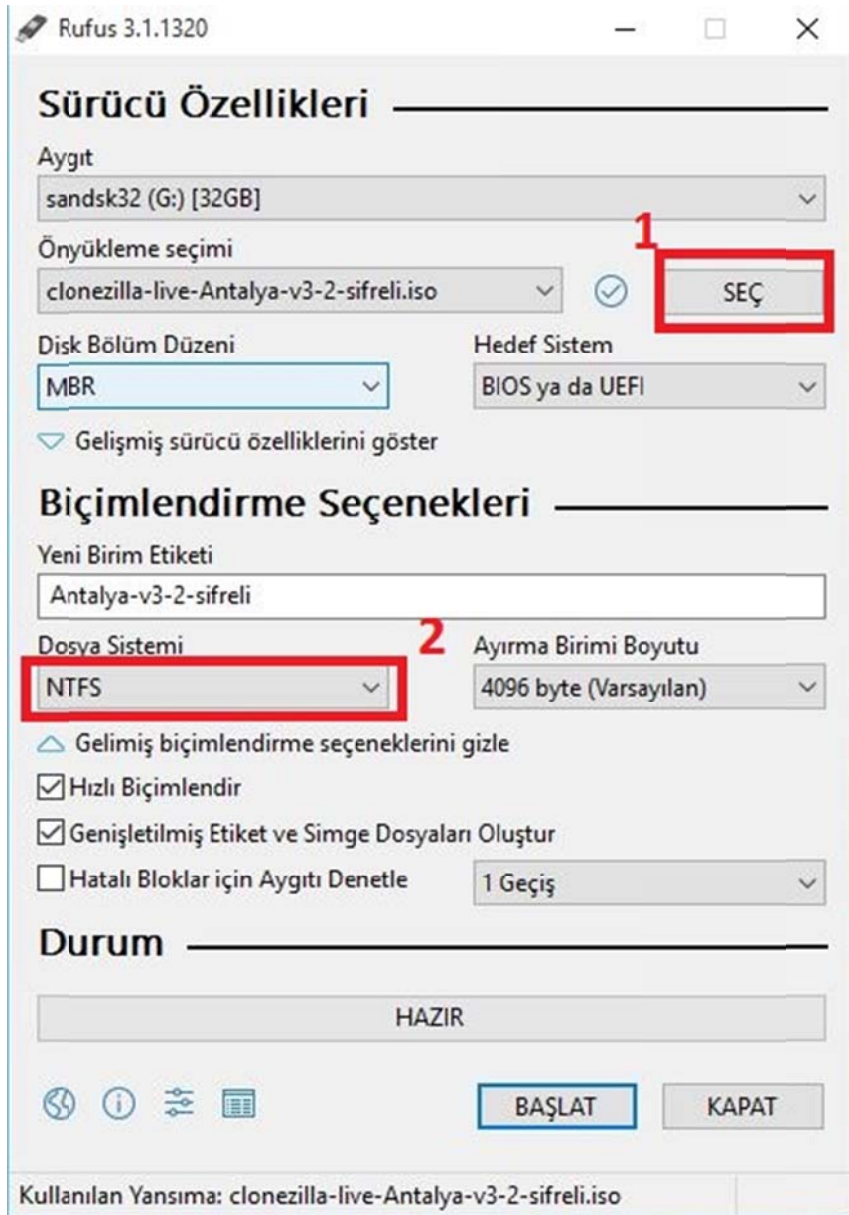 Rufus 3.1.1320
Sürücü Özellikleri
Aygıt
sandsk32 (G:) [32GB]
1
Önyükleme seçimi
clonezilla-live-Antalya-v3-2-sifreli.iso SEÇ
Disk Bölüm Düzeni Hedef Sistem
MBR BIOS ya da UEFI
Gelişmiş sürücü özelliklerini göster
Biçimlendirme Seçenekleri
Yeni Birim Etiketi
Antalya-v3-2-sifreli
Dosya Sistemi 2 Ayırma Birimi Boyutu
NTFS 4096 byte (Varsayılan)
Gelimiş biçimlendirme seçeneklerini gizle
Hızlı Biçimlendir
Genişletilmiş Etiket ve Simge Dosyaları Oluştur
Hatalı Bloklar için Aygıtı Denetle 1 Geçiş
Durum
HAZIR
BAŞLAT KAPAT
Kullanılan Yansıma: clonezilla-live-Antalya-v3-2-sifreli.iso